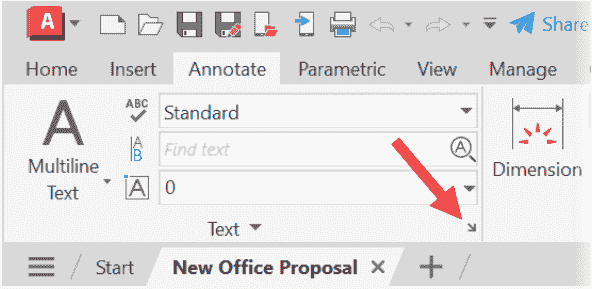 A
Share
Home Insert Annotate Parametric View Manage
ABC
Standard
A
Multiline
Text
A
B
Find text
A
Dimension
A
0
Text
Start New Office Proposal